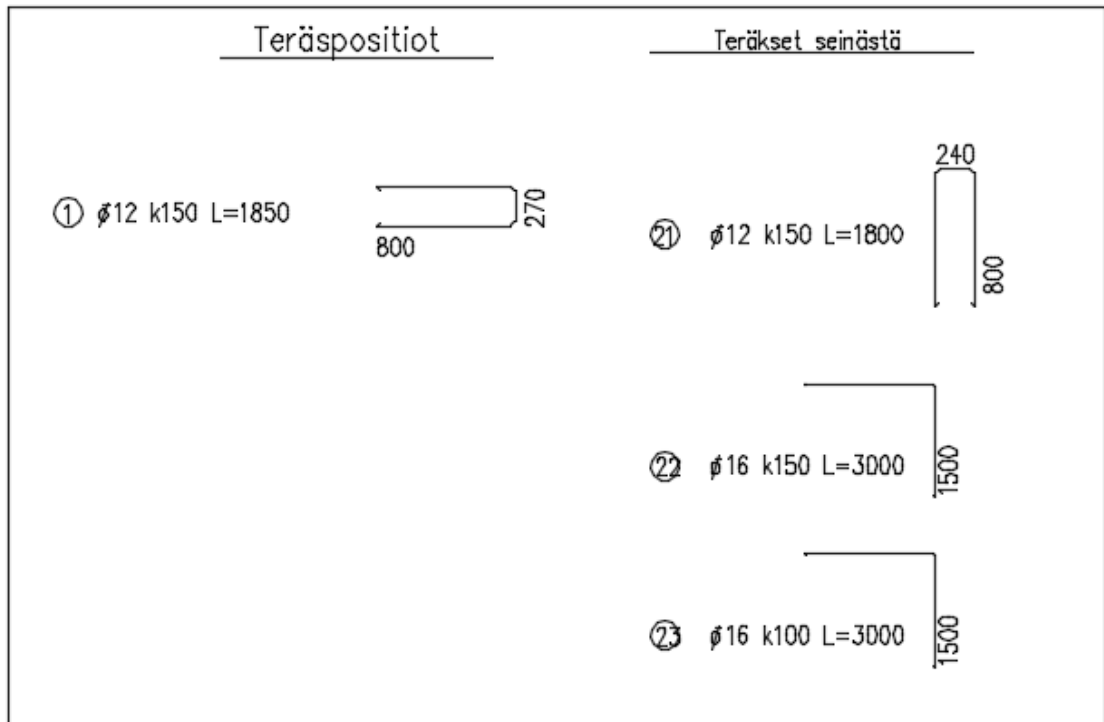 Teräspositiot
1 ø12 k150 L=1850
270
800
Teräkset seinästä
240
21 ø12 k150 L=1800
800
22 ø16 k150 L=3000
1500
23 ø16 k100 L=3000
1500